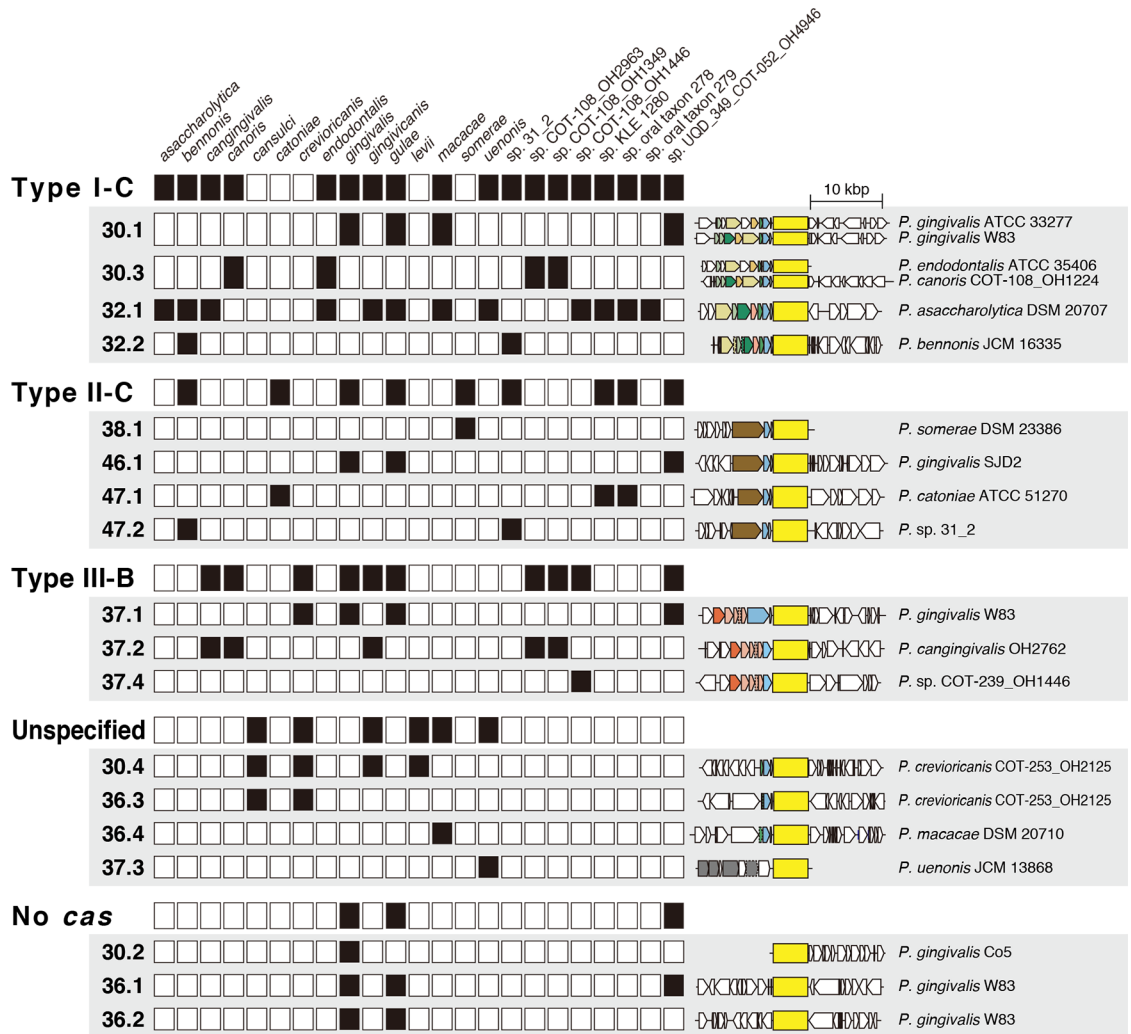 asaccharolytica
bennonis
cangingivalis
canoris
cansulci
catoniae
crevioricanis
endodontalis
gingivalis
gingivicanis
gulae
levii
macacae
somerae
uenonis
sp. 31_2
sp. COT-108_OH2963
sp. COT-108_OH1349
sp. COT-108_OH1446
sp. KLE 1280
sp. oral taxon 278
sp. oral taxon 279
sp. UQD_349_COT-052_OH4946
Type I-C
10 kbp
30.1
P. gingivalis ATCC 33277
P. gingivalis W83
30.3
P. endodontalis ATCC 35406
P. canoris COT-108_OH1224
32.1
P. asaccharolytica DSM 20707
32.2
P. bennonis JCM 16335
Type II-C
38.1
P. somerae DSM 23386
46.1
P. gingivalis SJD2
47.1
P. catoniae ATCC 51270
47.2
P. sp. 31_2
Type III-B
37.1
P. gingivalis W83
37.2
P. cangingivalis OH2762
37.4
P. sp. COT-239_OH1446
Unspecified
30.4
P. crevioricanis COT-253_OH2125
36.3
P. crevioricanis COT-253_OH2125
36.4
P. macacae DSM 20710
37.3
P. uenonis JCM 13868
No cas
30.2
P. gingivalis Co5
36.1
P. gingivalis W83
36.2
P. gingivalis W83